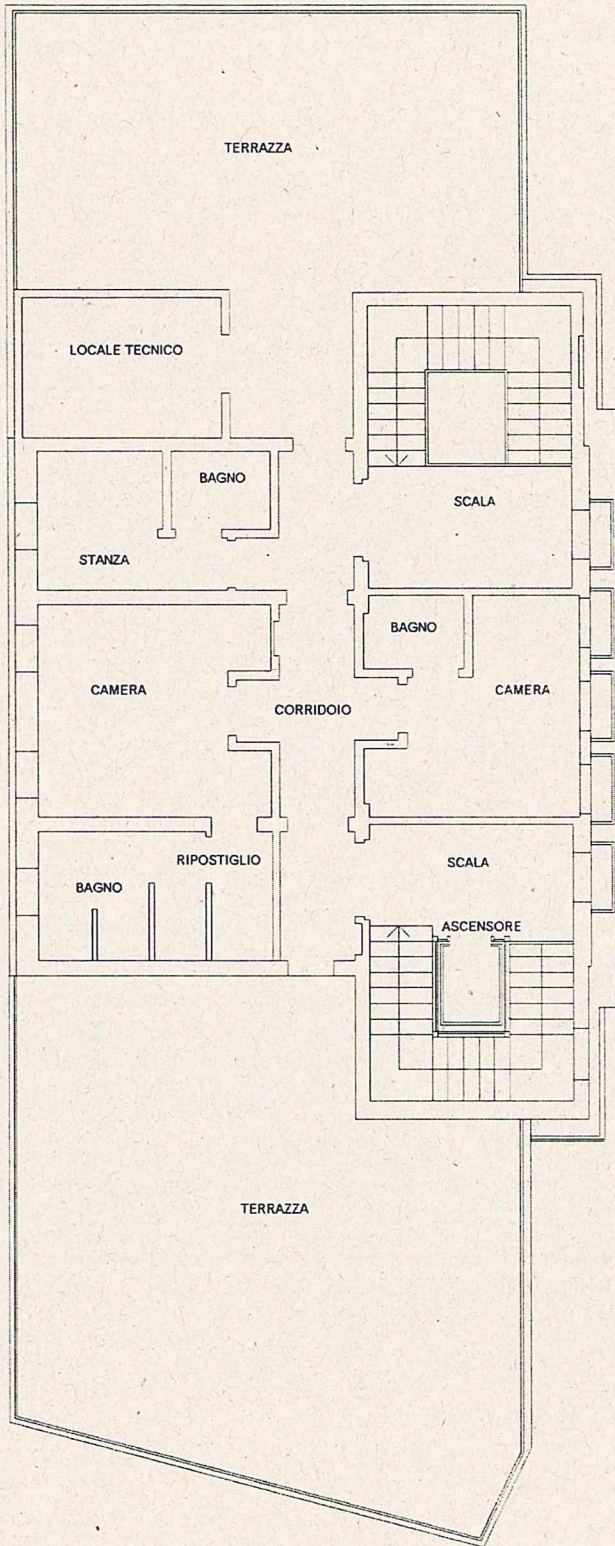 TERRAZZA
LOCALE TECNICO
BAGNO
SCALA
STANZA
BAGNO
CAMERA
CAMERA
CORRIDOIO
RIPOSTIGLIO
SCALA
BAGNO
ASCENSORE
TERRAZZA